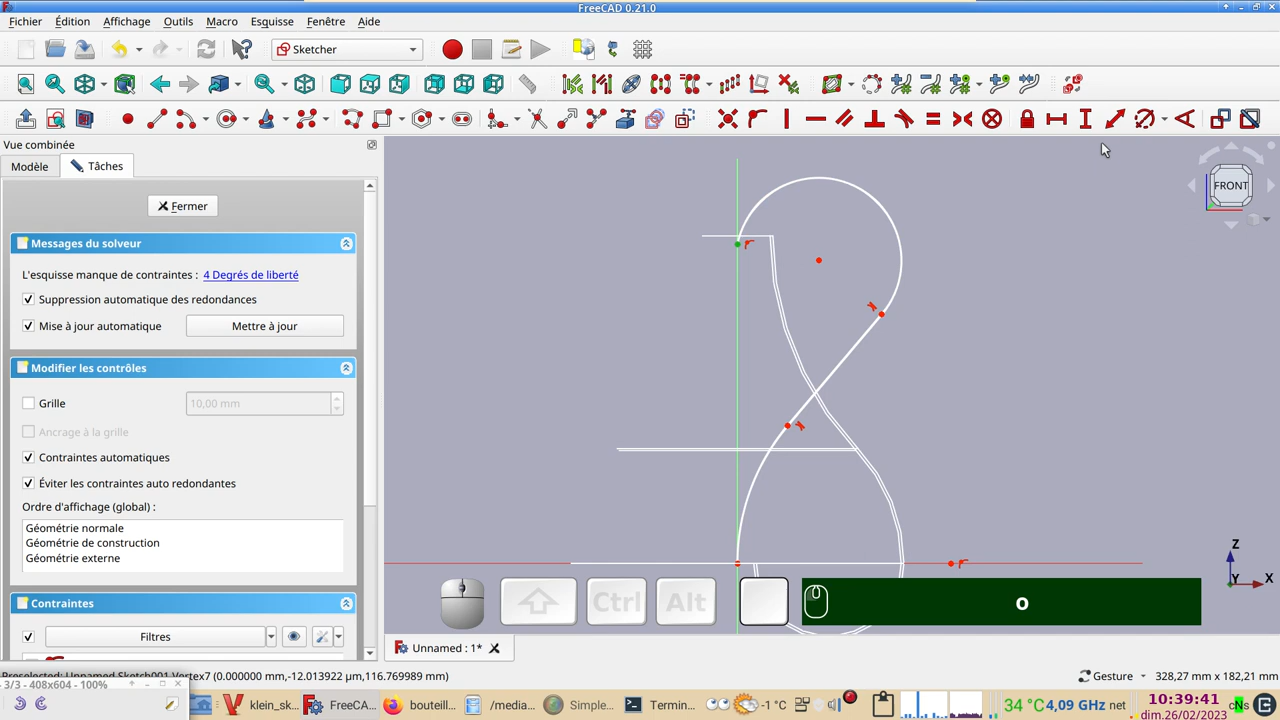 FreeCAD 0.21.0
Fichier Édition Affichage Outils Macro Esquisse Fenêtre Aide
Sketcher
Vue combinée
Modèle Tâches
Fermer
Messages du solveur
L'esquisse manque de contraintes : 4 Degrés de liberté
Suppression automatique des redondances
Mise à jour automatique Mettre à jour
Modifier les contrôles
Grille 10,00 mm
Ancrage à la grille
Contraintes automatiques
Éviter les contraintes auto redondantes
Ordre d'affichage (global) :
Géométrie normale
Géométrie de construction
Géométrie externe
Contraintes
Filtres
FRONT
Z
Y X
Ctrl Alt o
Unnamed : 1*
Preselected: Unnamed.Sketch001.Vertex7 (0.000000 mm,-12.013922 µm,116.769989 mm)
Gesture 328,27 mm x 182,21 mm
3/3 - 408x604 - 100%
klein_sk... FreeCA... bouteill... /media... Simple... Termin... -1 °C 34 °C 4,09 GHz net
10:39:41
dim.26/02/2023